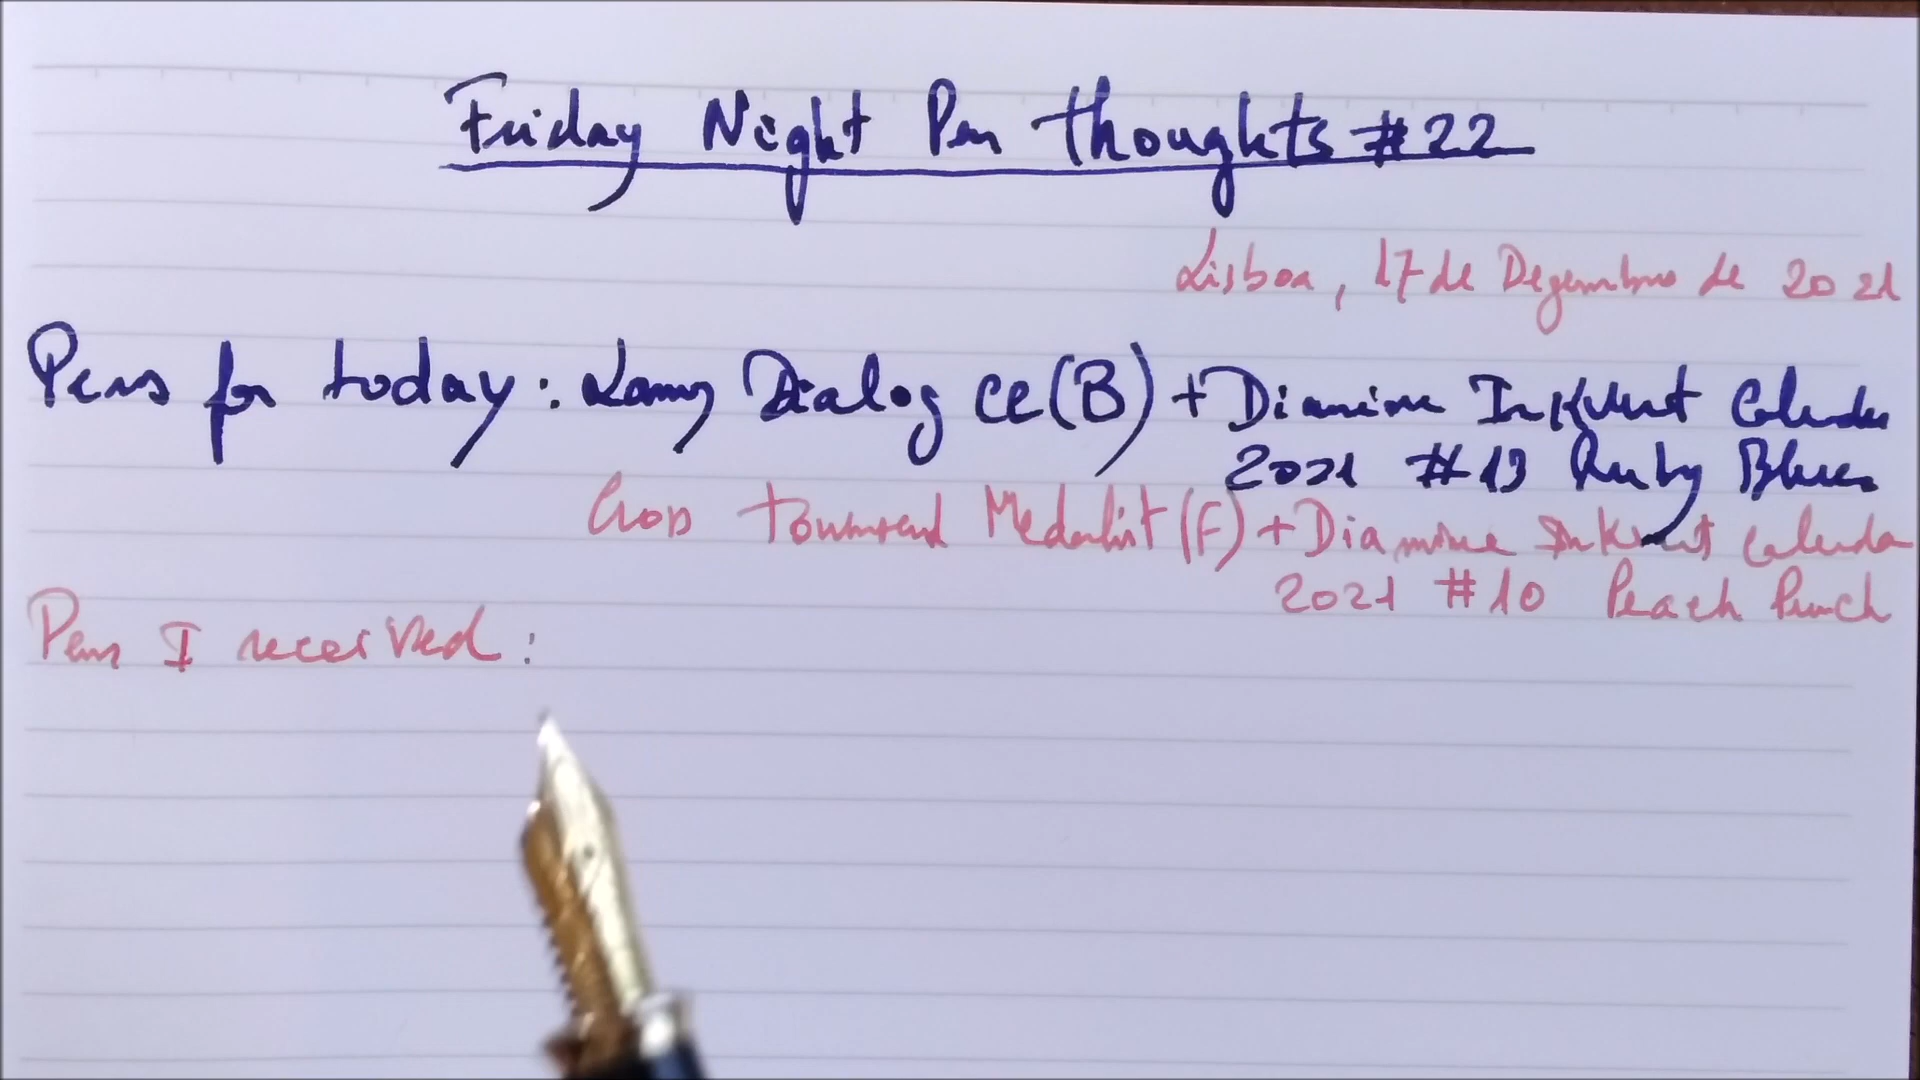 Friday Night Pen Thoughts #22
Lisboa, 17 de Dezembro de 2021
Pens for today: Lamy Dialog CC (B) + Diamine Inkvent Calendar
2021 #13 Ruby Blues
Cross Townsend Medalist (F) + Diamine Inkvent Calendar
2021 #10 Peach Punch
Pens I received: